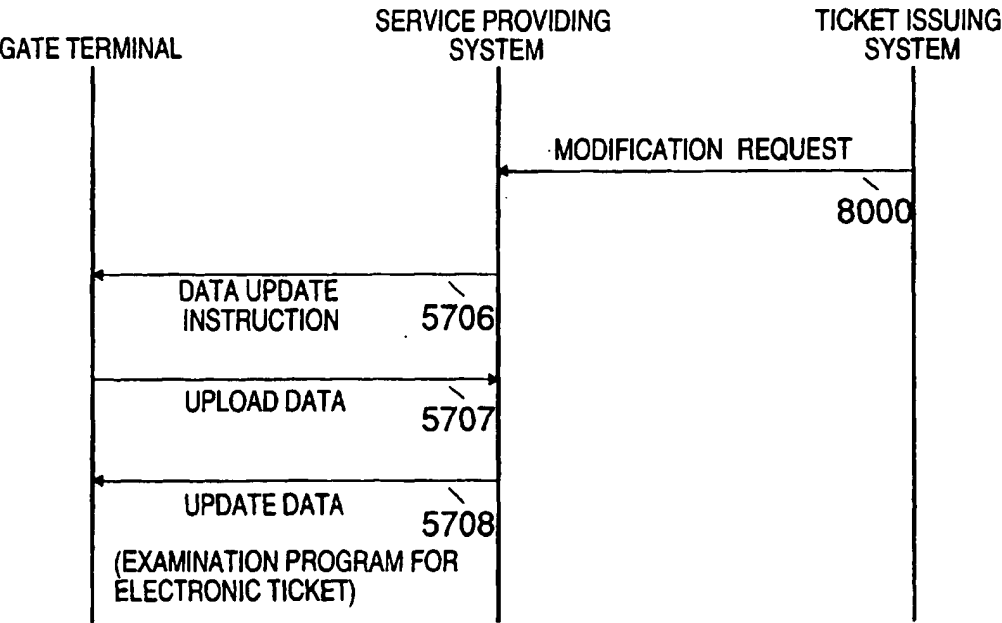 GATE TERMINAL
SERVICE PROVIDING
SYSTEM
TICKET ISSUING
SYSTEM
MODIFICATION REQUEST
8000
DATA UPDATE
INSTRUCTION
5706
UPLOAD DATA
5707
UPDATE DATA
5708
(EXAMINATION PROGRAM FOR
ELECTRONIC TICKET)